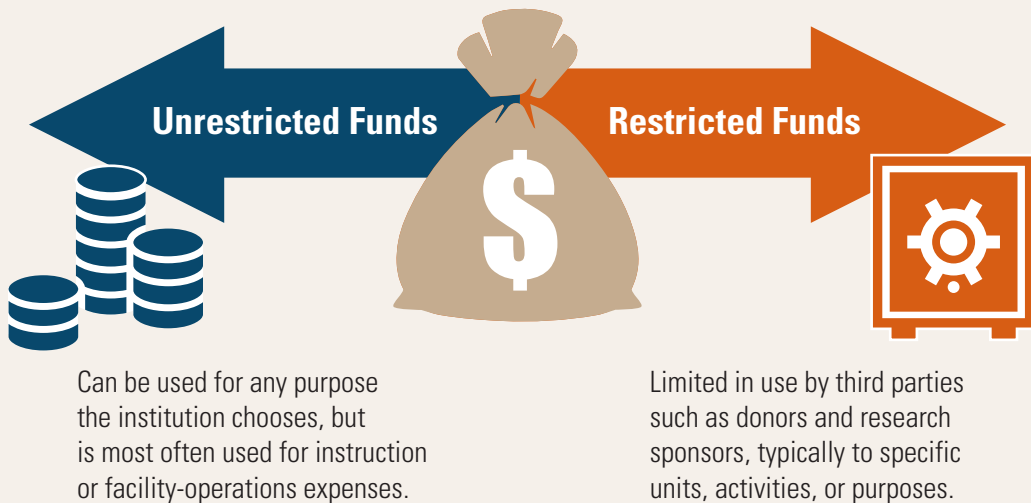 Unrestricted Funds
Restricted Funds
$
Can be used for any purpose
the institution chooses, but
is most often used for instruction
or facility-operations expenses.
Limited in use by third parties
such as donors and research
sponsors, typically to specific
units, activities, or purposes.